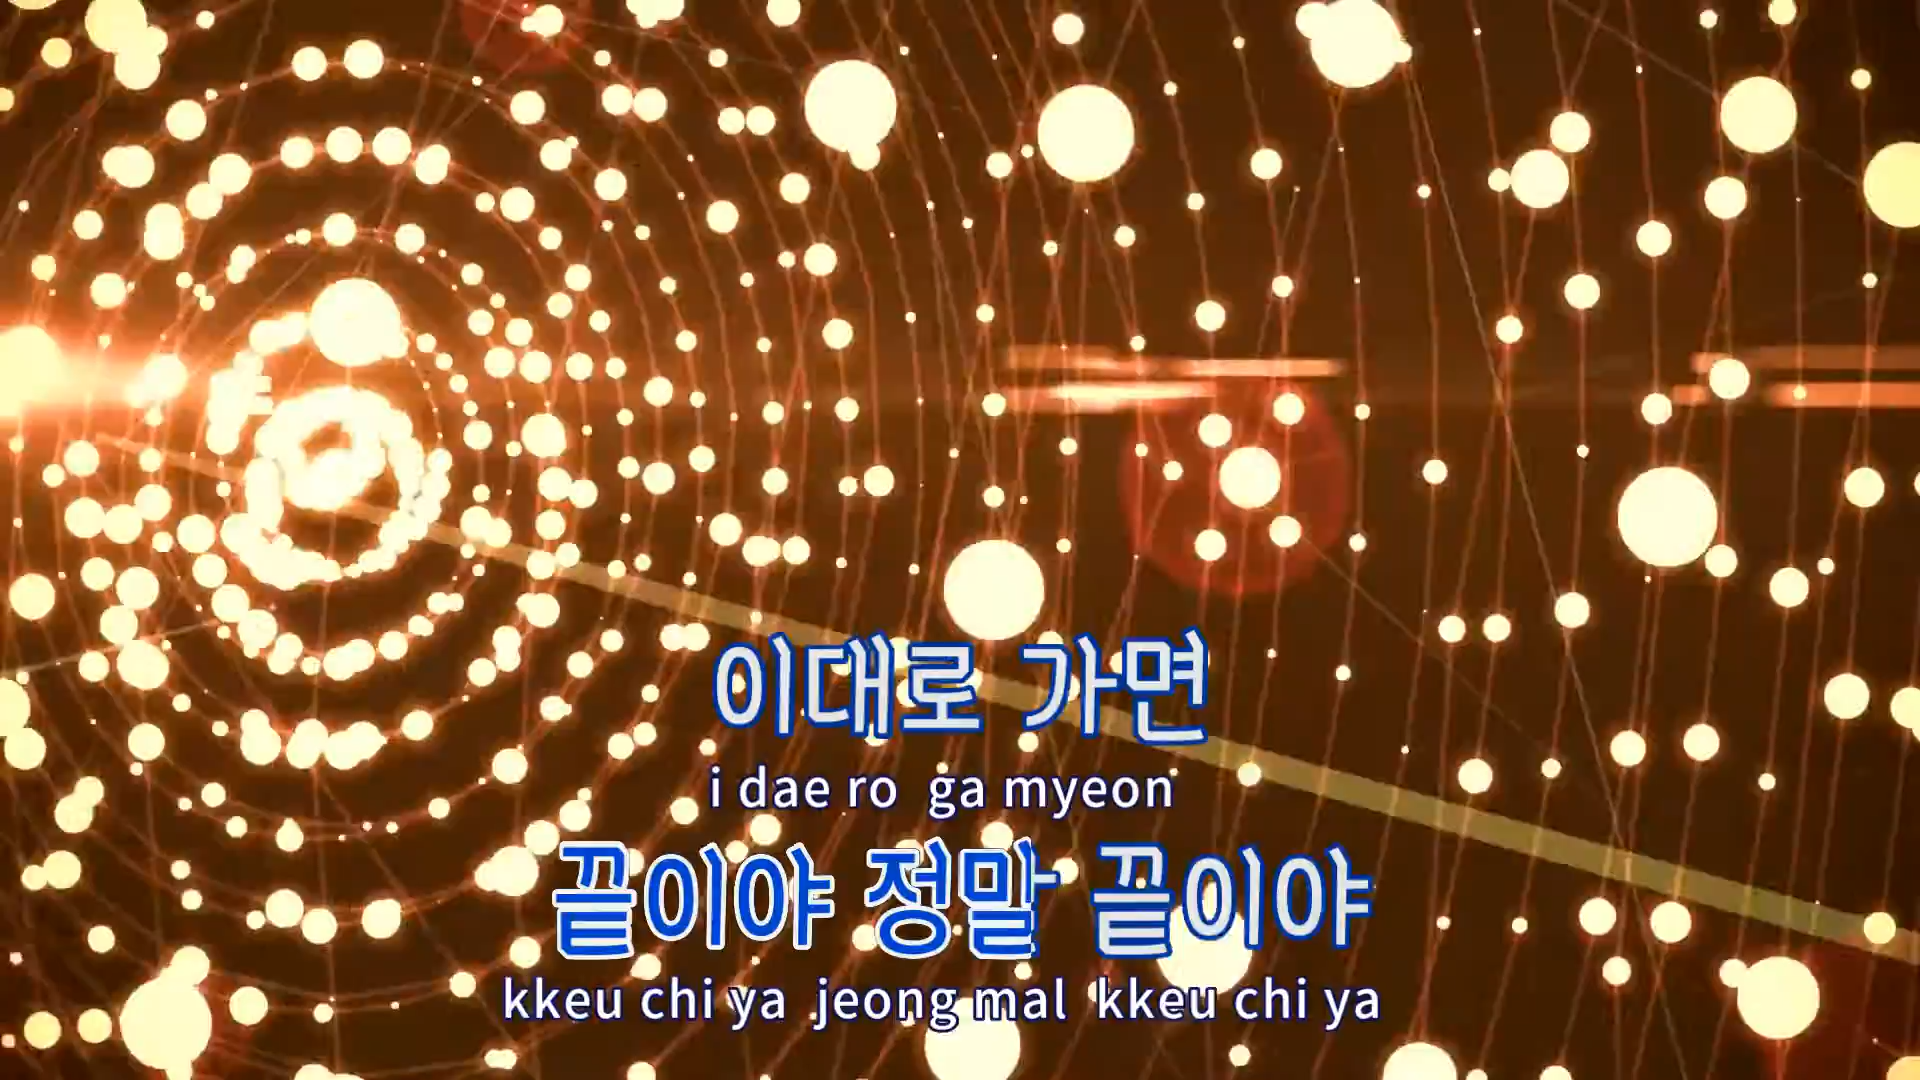 이대로 가면
i dae ro ga myeon
끝이야 정말 끝이야
kkeu chi ya jeong mal kkeu chi ya